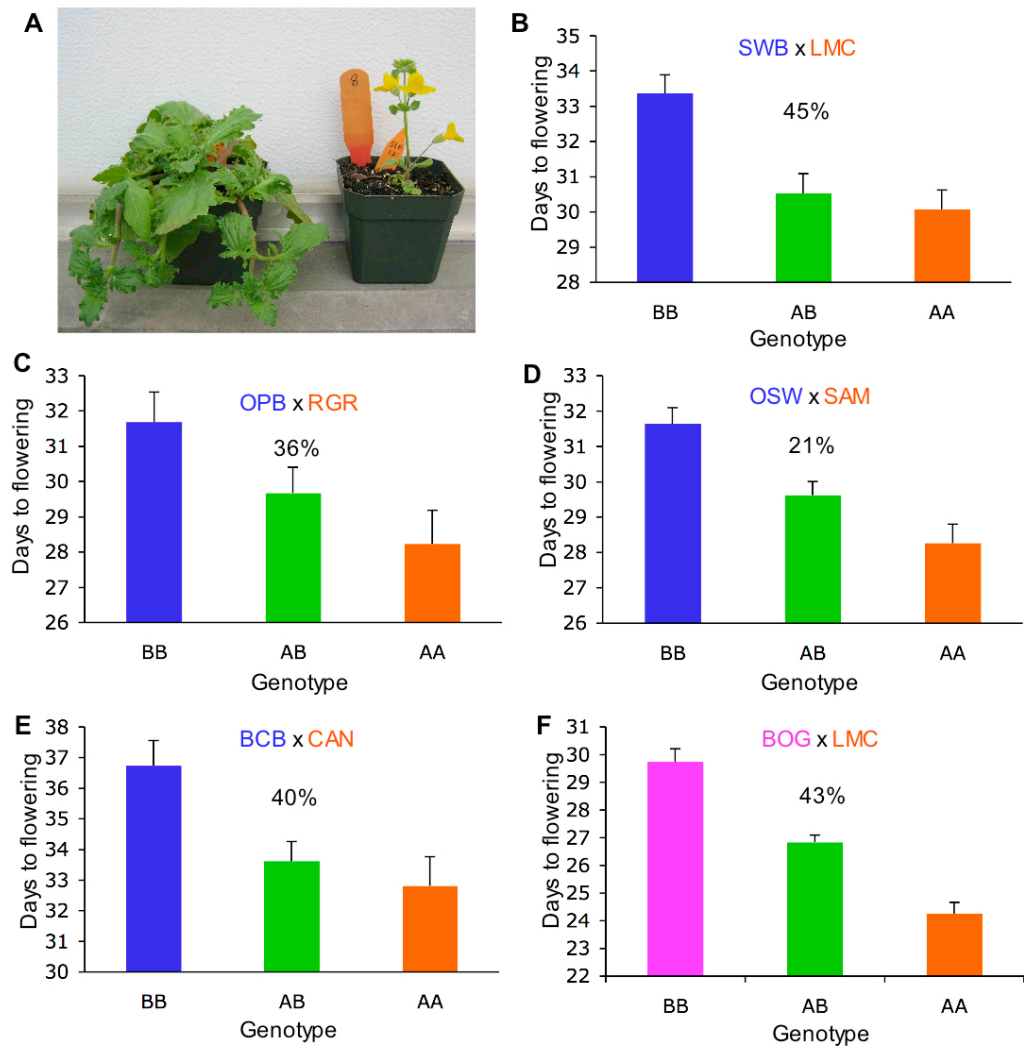 A
8
B
SWB x LMC
45%
Days to flowering
35
34
33
32
31
30
29
28
BB AB AA
Genotype
C
OPB x RGR
36%
Days to flowering
33
32
31
30
29
28
27
26
BB AB AA
Genotype
D
OSW x SAM
21%
Days to flowering
33
32
31
30
29
28
27
26
BB AB AA
Genotype
E
BCB x CAN
40%
Days to flowering
38
37
36
35
34
33
32
31
30
BB AB AA
Genotype
F
BOG x LMC
43%
Days to flowering
31
30
29
28
27
26
25
24
23
22
BB AB AA
Genotype